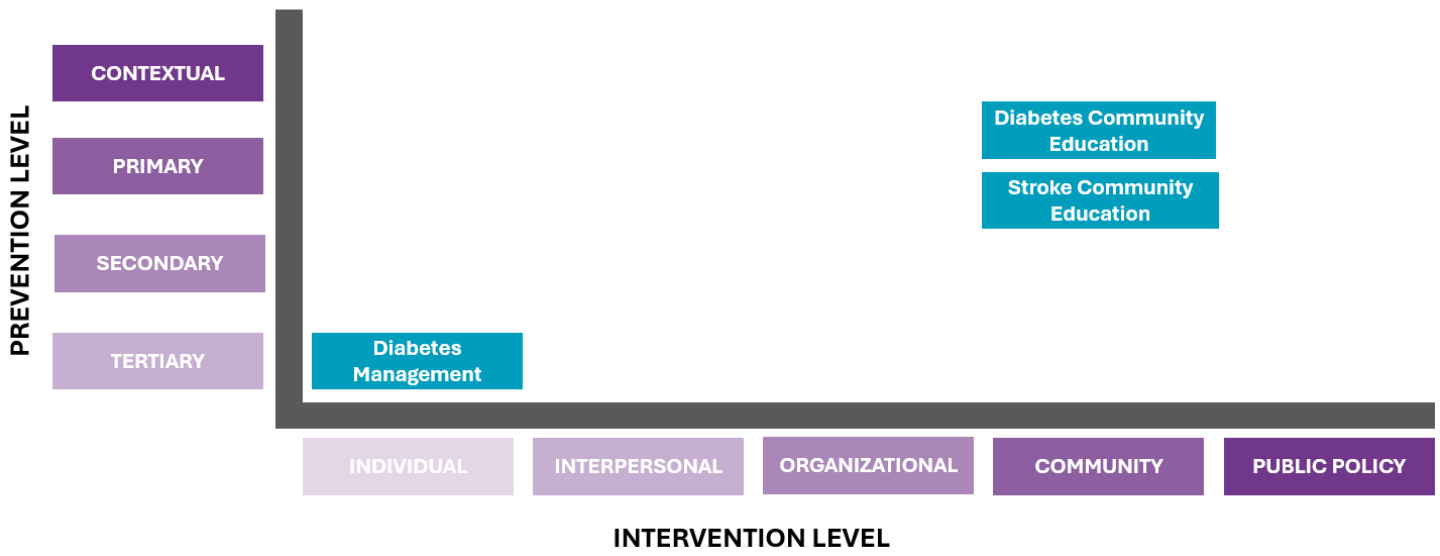 PREVENTION LEVEL
CONTEXTUAL
PRIMARY
SECONDARY
TERTIARY
Diabetes Community
Education
Stroke Community
Education
Diabetes
Management
INDIVIDUAL
INTERPERSONAL
ORGANIZATIONAL
COMMUNITY
PUBLIC POLICY
INTERVENTION LEVEL